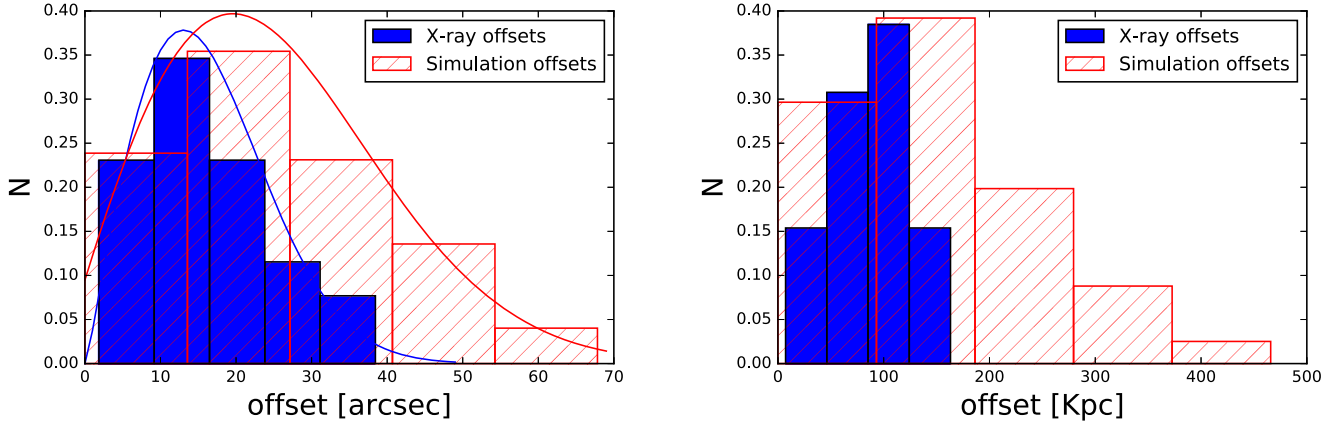 0.40
0.35
0.30
0.25
0.20
0.15
0.10
0.05
0.00
N
0 10 20 30 40 50 60 70
offset [arcsec]
X-ray offsets
Simulation offsets
0.40
0.35
0.30
0.25
0.20
0.15
0.10
0.05
0.00
N
0 100 200 300 400 500
offset [Kpc]
X-ray offsets
Simulation offsets